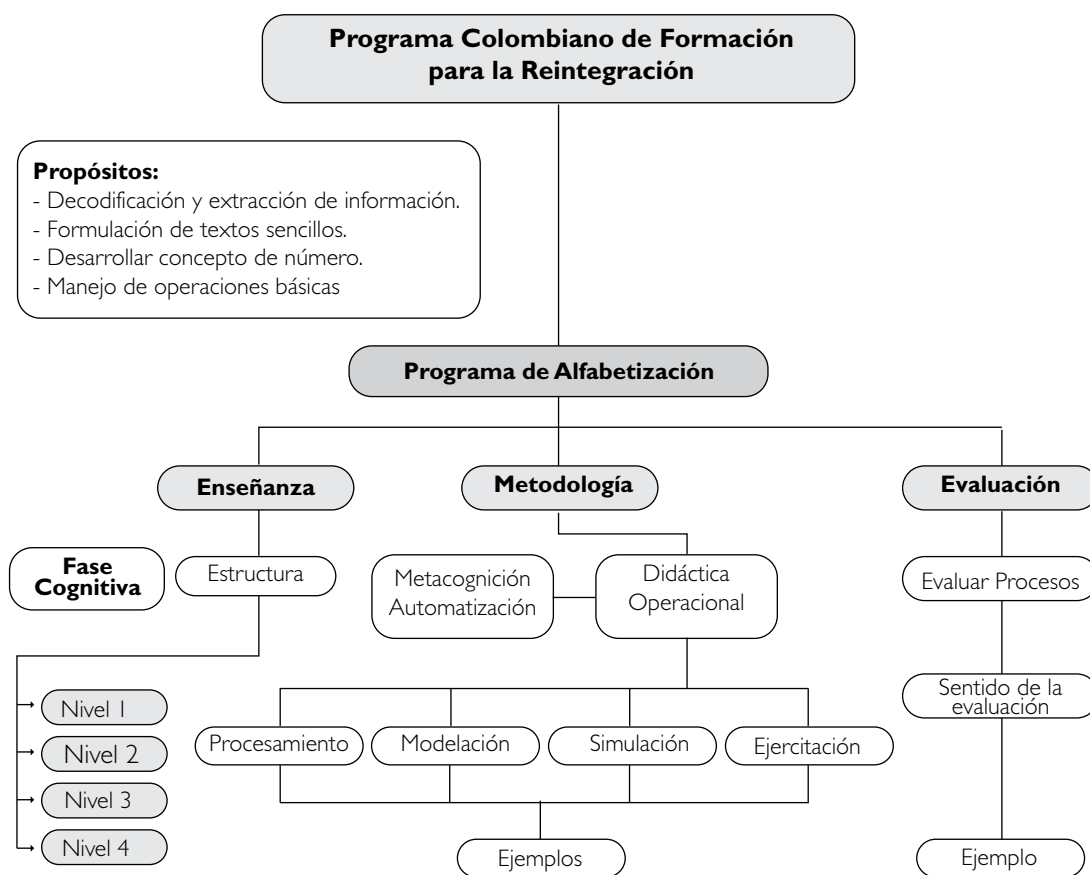 Programa Colombiano de Formación
para la Reintegración
Propósitos:
- Decodificación y extracción de información.
- Formulación de textos sencillos.
- Desarrollar concepto de número.
- Manejo de operaciones básicas
Programa de Alfabetización
Enseñanza
Metodología
Evaluación
Fase
Cognitiva
Estructura
Metacognición
Automatización
Didáctica
Operacional
Evaluar Procesos
Nivel 1
Nivel 2
Nivel 3
Nivel 4
Procesamiento
Modelación
Simulación
Ejercitación
Sentido de la
evaluación
Ejemplos
Ejemplo